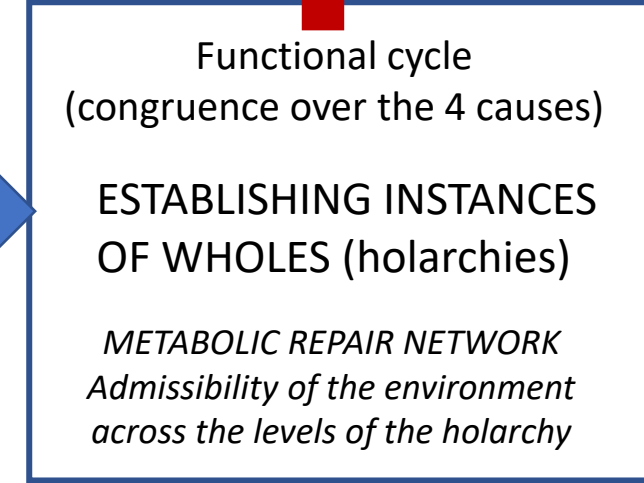 Functional cycle
(congruence over the 4 causes)
ESTABLISHING INSTANCES
OF WHOLES (holarchies)
METABOLIC REPAIR NETWORK
Admissibility of the environment
across the levels of the holarchy